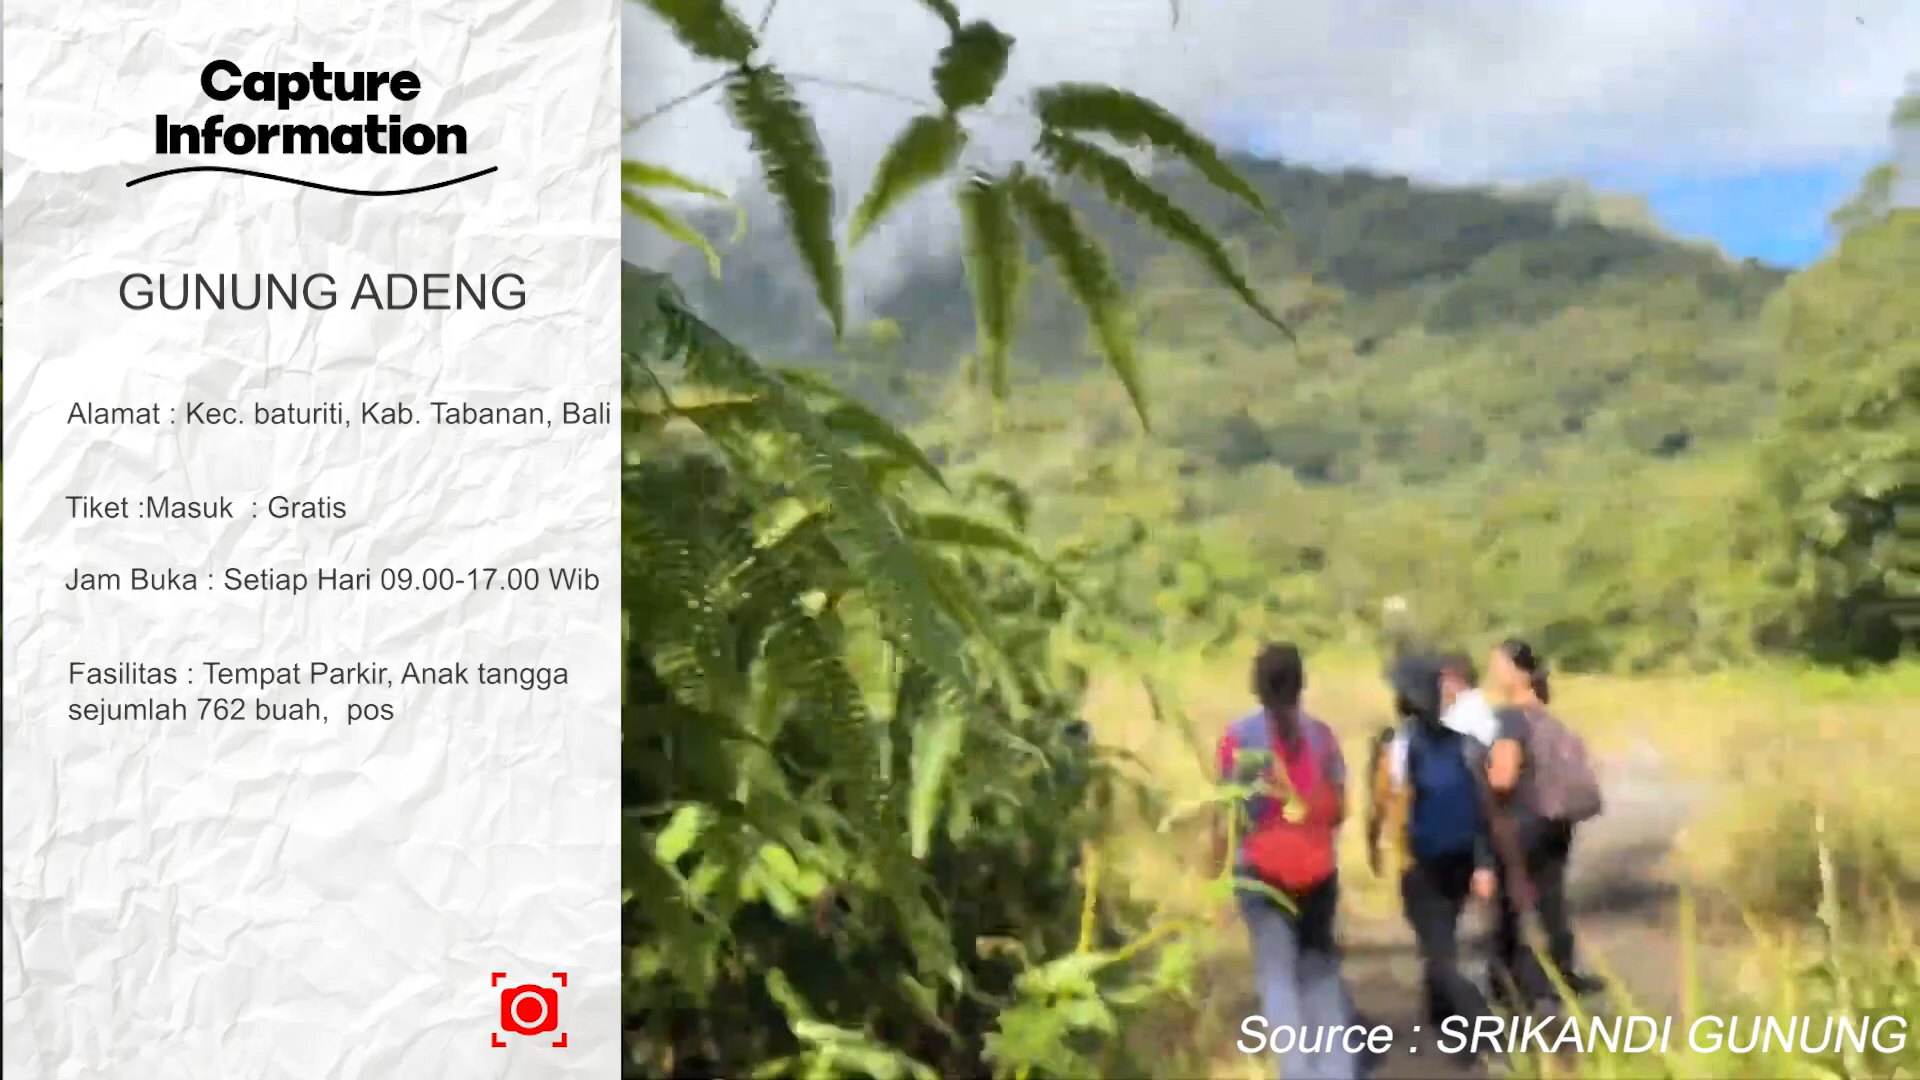 Capture
Information
GUNUNG ADENG
Alamat : Kec. baturiti, Kab. Tabanan, Bali
Tiket :Masuk  : Gratis
Jam Buka : Setiap Hari 09.00-17.00 Wib
Fasilitas : Tempat Parkir, Anak tangga
sejumlah 762 buah,  pos
Source : SRIKANDI GUNUNG